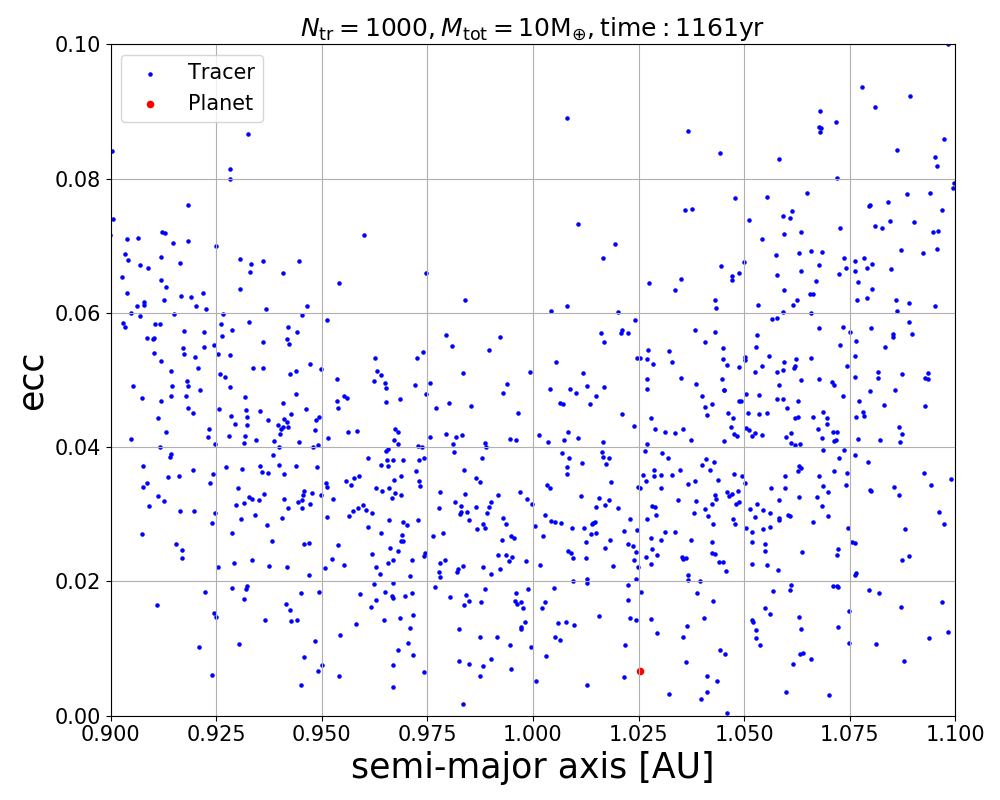 N_tr = 1000, M_tot = 10M_⊕, time : 1161yr
Tracer
Planet
ecc
0.10
0.08
0.06
0.04
0.02
0.00
0.900 0.925 0.950 0.975 1.000 1.025 1.050 1.075 1.100
semi-major axis [AU]